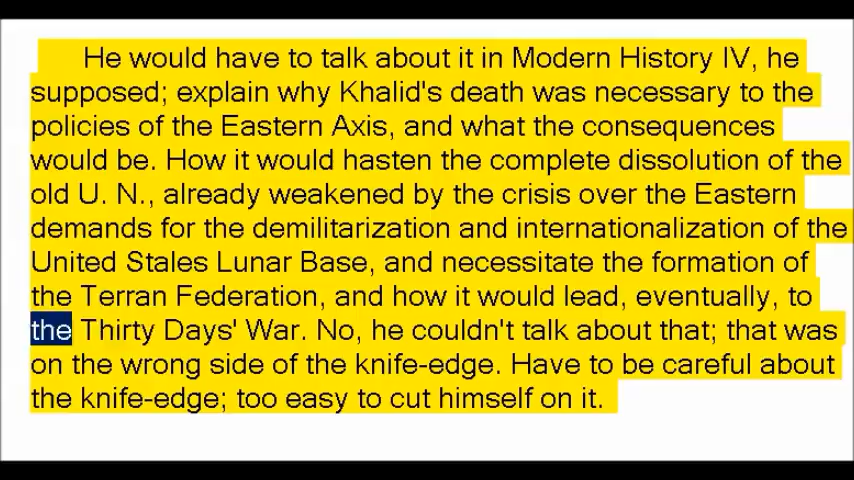 He would have to talk about it in Modern History IV, he
supposed; explain why Khalid's death was necessary to the
policies of the Eastern Axis, and what the consequences
would be. How it would hasten the complete dissolution of the
old U. N., already weakened by the crisis over the Eastern
demands for the demilitarization and internationalization of the
United Stales Lunar Base, and necessitate the formation of
the Terran Federation, and how it would lead, eventually, to
the Thirty Days' War. No, he couldn't talk about that; that was
on the wrong side of the knife-edge. Have to be careful about
the knife-edge; too easy to cut himself on it.